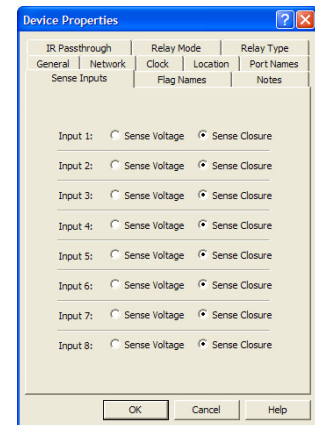 Device Properties
IR Passthrough Relay Mode Relay Type
General Network Clock Location Port Names
Sense Inputs Flag Names Notes
Input 1: Sense Voltage Sense Closure
Input 2: Sense Voltage Sense Closure
Input 3: Sense Voltage Sense Closure
Input 4: Sense Voltage Sense Closure
Input 5: Sense Voltage Sense Closure
Input 6: Sense Voltage Sense Closure
Input 7: Sense Voltage Sense Closure
Input 8: Sense Voltage Sense Closure
OK Cancel Help